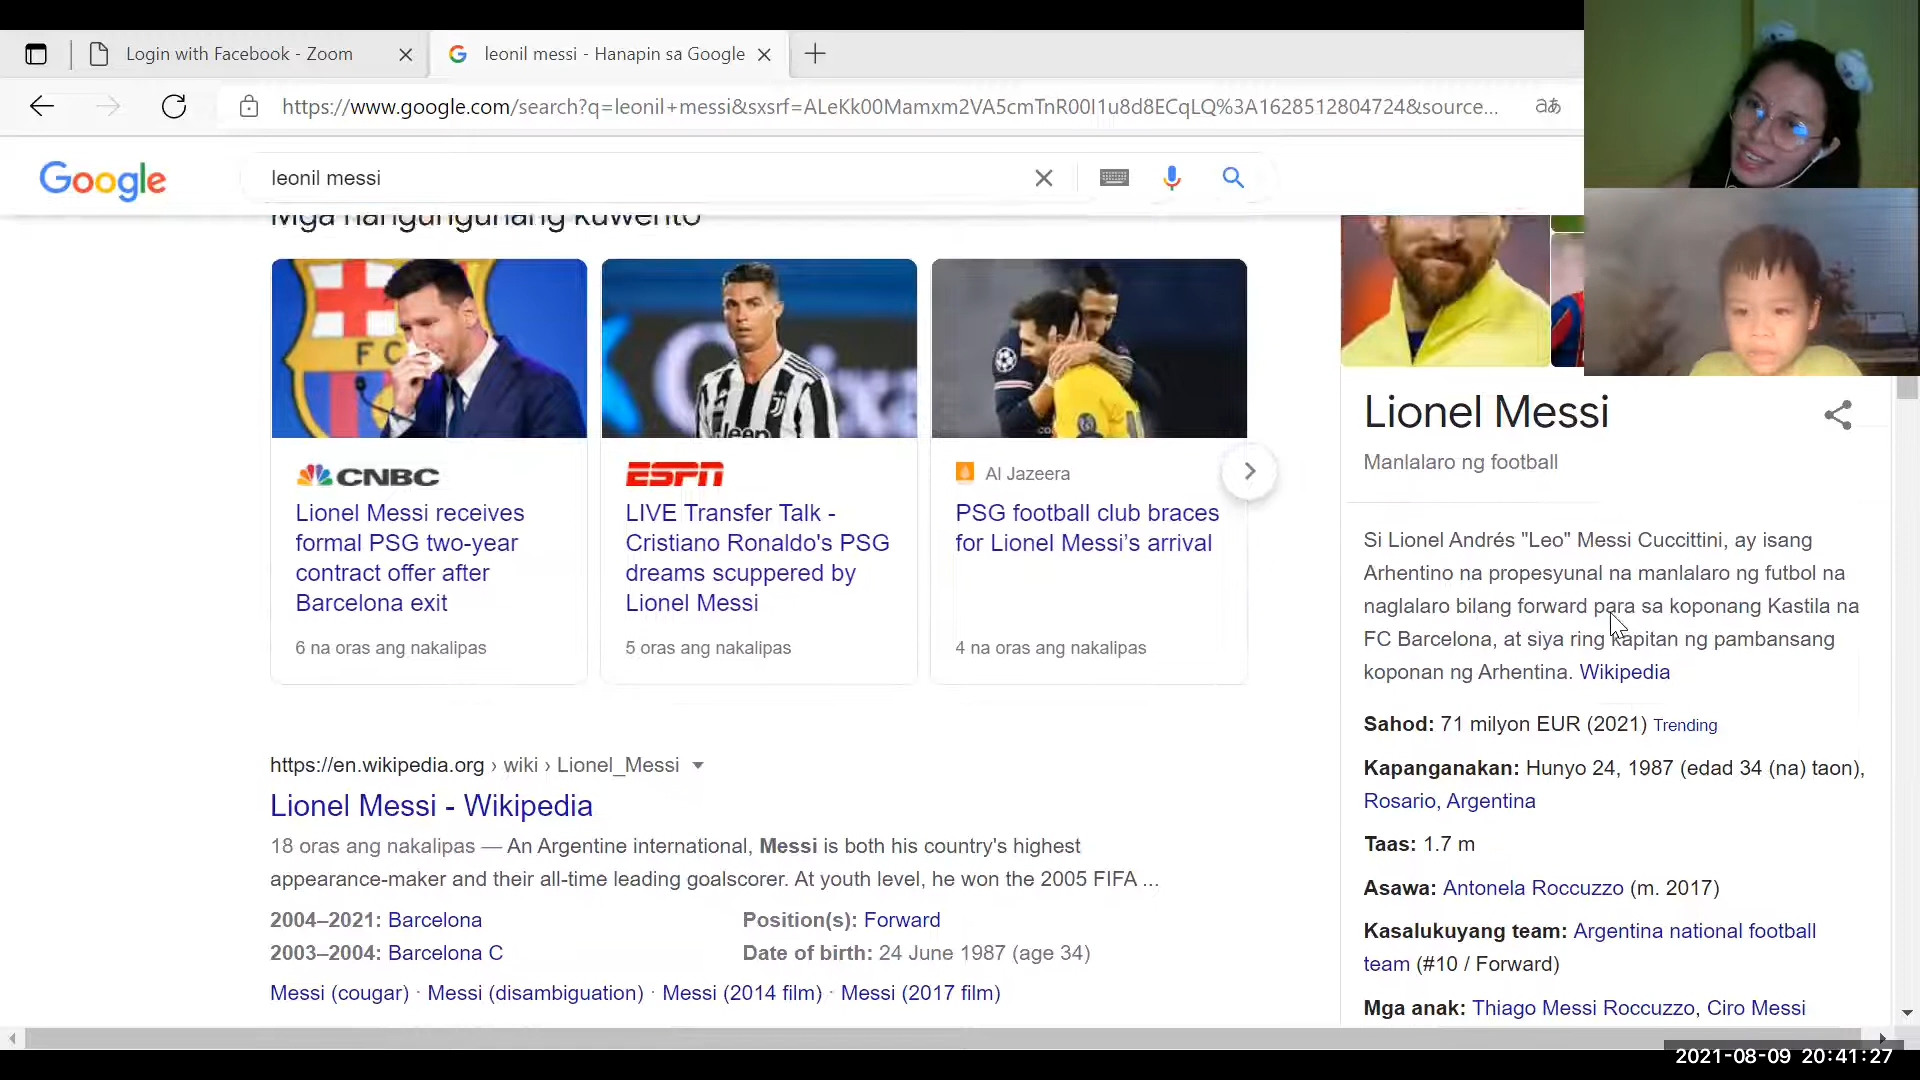 Login with Facebook - Zoom
leonil messi - Hanapin sa Google
https://www.google.com/search?q=leonil+messi&sxsrf=ALeKk00Mamxm2VA5cmTnR00I1u8d8ECqLQ%3A1628512804724&source...
Google
leonil messi
Mga nangungunang kuwento
FC
Jeep
CNBC
Lionel Messi receives
formal PSG two-year
contract offer after
Barcelona exit
6 na oras ang nakalipas
ESPN
LIVE Transfer Talk -
Cristiano Ronaldo's PSG
dreams scuppered by
Lionel Messi
5 oras ang nakalipas
Al Jazeera
PSG football club braces
for Lionel Messi’s arrival
4 na oras ang nakalipas
https://en.wikipedia.org › wiki › Lionel_Messi
Lionel Messi - Wikipedia
18 oras ang nakalipas — An Argentine international, Messi is both his country's highest
appearance-maker and their all-time leading goalscorer. At youth level, he won the 2005 FIFA ...
2004–2021: Barcelona
Position(s): Forward
2003–2004: Barcelona C
Date of birth: 24 June 1987 (age 34)
Messi (cougar) · Messi (disambiguation) · Messi (2014 film) · Messi (2017 film)
Lionel Messi
Manlalaro ng football
Si Lionel Andrés "Leo" Messi Cuccittini, ay isang
Arhentino na propesyunal na manlalaro ng futbol na
naglalaro bilang forward para sa koponang Kastila na
FC Barcelona, at siya ring kapitan ng pambansang
koponan ng Arhentina. Wikipedia
Sahod: 71 milyon EUR (2021) Trending
Kapanganakan: Hunyo 24, 1987 (edad 34 (na) taon),
Rosario, Argentina
Taas: 1.7 m
Asawa: Antonela Roccuzzo (m. 2017)
Kasalukuyang team: Argentina national football
team (#10 / Forward)
Mga anak: Thiago Messi Roccuzzo, Ciro Messi
2021-08-09 20:41:27